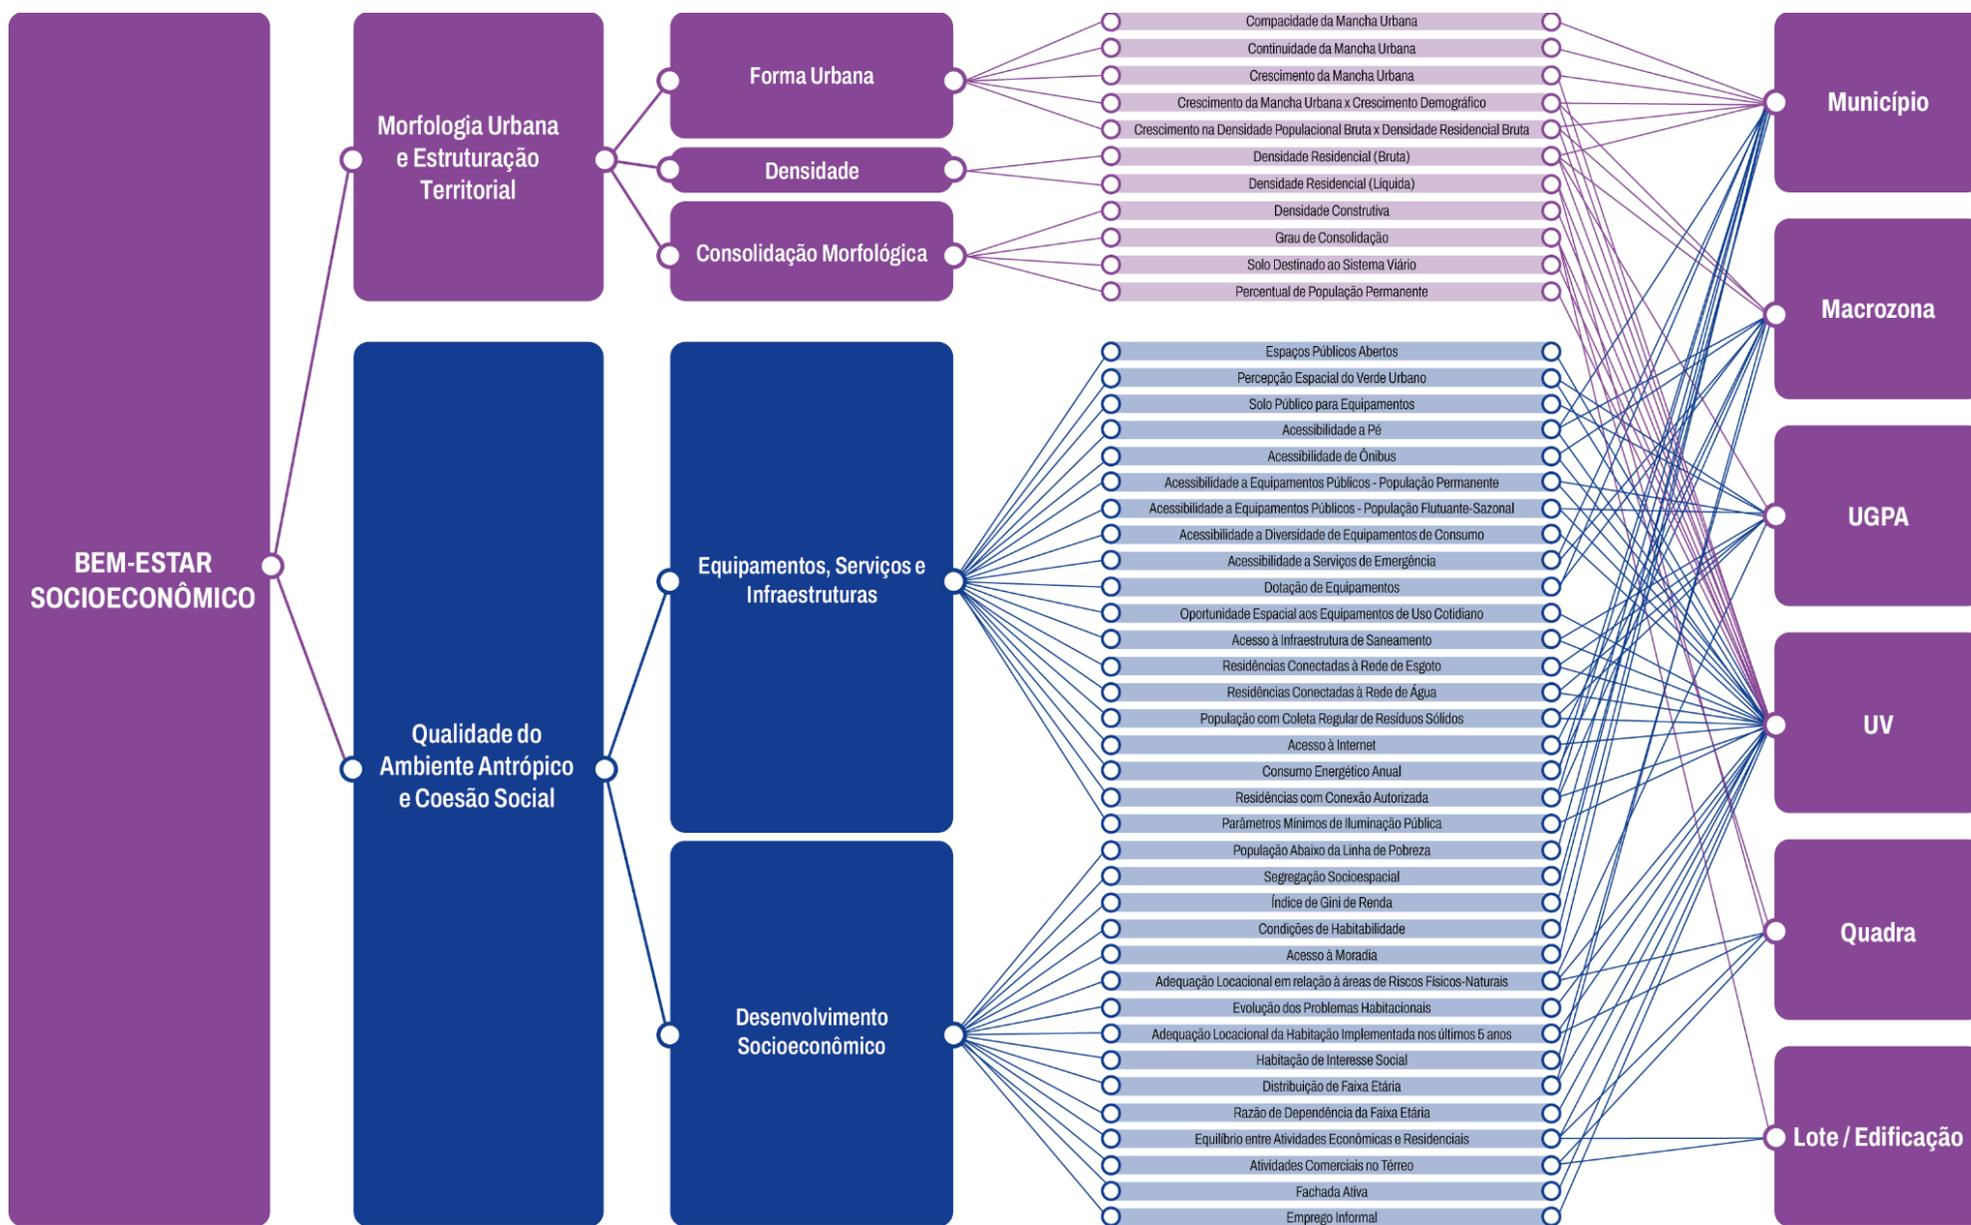 BEM-ESTAR
SOCIOECONÔMICO
Morfologia Urbana
e Estruturação
Territorial
Qualidade do
Ambiente Antrópico
e Coesão Social
Forma Urbana
Densidade
Consolidação Morfológica
Equipamentos, Serviços e
Infraestruturas
Desenvolvimento
Socioeconômico
Compacidade da Mancha Urbana
Continuidade da Mancha Urbana
Crescimento da Mancha Urbana
Crescimento da Mancha Urbana x Crescimento Demográfico
Crescimento na Densidade Populacional Bruta x Densidade Residencial Bruta
Densidade Residencial (Bruta)
Densidade Residencial (Líquida)
Densidade Construtiva
Grau de Consolidação
Solo Destinado ao Sistema Viário
Percentual de População Permanente
Espaços Públicos Abertos
Percepção Espacial do Verde Urbano
Solo Público para Equipamentos
Acessibilidade a Pé
Acessibilidade de Ônibus
Acessibilidade a Equipamentos Públicos - População Permanente
Acessibilidade a Equipamentos Públicos - População Flutuante-Sazonal
Acessibilidade a Diversidade de Equipamentos de Consumo
Acessibilidade a Serviços de Emergência
Dotação de Equipamentos
Oportunidade Espacial aos Equipamentos de Uso Cotidiano
Acesso à Infraestrutura de Saneamento
Residências Conectadas à Rede de Esgoto
Residências Conectadas à Rede de Água
População com Coleta Regular de Resíduos Sólidos
Acesso à Internet
Consumo Energético Anual
Residências com Conexão Autorizada
Parâmetros Mínimos de Iluminação Pública
População Abaixo da Linha de Pobreza
Segregação Socioespacial
Índice de Gini de Renda
Condições de Habitabilidade
Acesso à Moradia
Adequação Locacional em relação à áreas de Riscos Físicos-Naturais
Evolução dos Problemas Habitacionais
Adequação Locacional da Habitação Implementada nos últimos 5 anos
Habitação de Interesse Social
Distribuição de Faixa Etária
Razão de Dependência da Faixa Etária
Equilíbrio entre Atividades Econômicas e Residenciais
Atividades Comerciais no Térreo
Fachada Ativa
Emprego Informal
Município
Macrozona
UGPA
UV
Quadra
Lote / Edificação